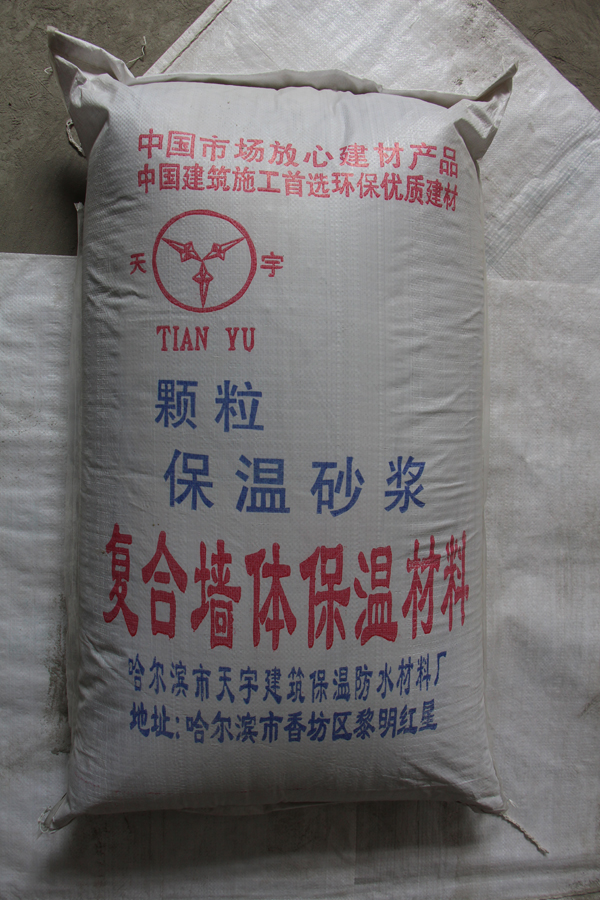 中国市场放心建材产品
中国建筑施工首选环保优质建材
天 宇
TIAN YU
颗粒
保温砂浆
复合墙体保温材料
哈尔滨市天宇建筑保温防水材料厂
地址:哈尔滨市香坊区黎明红星